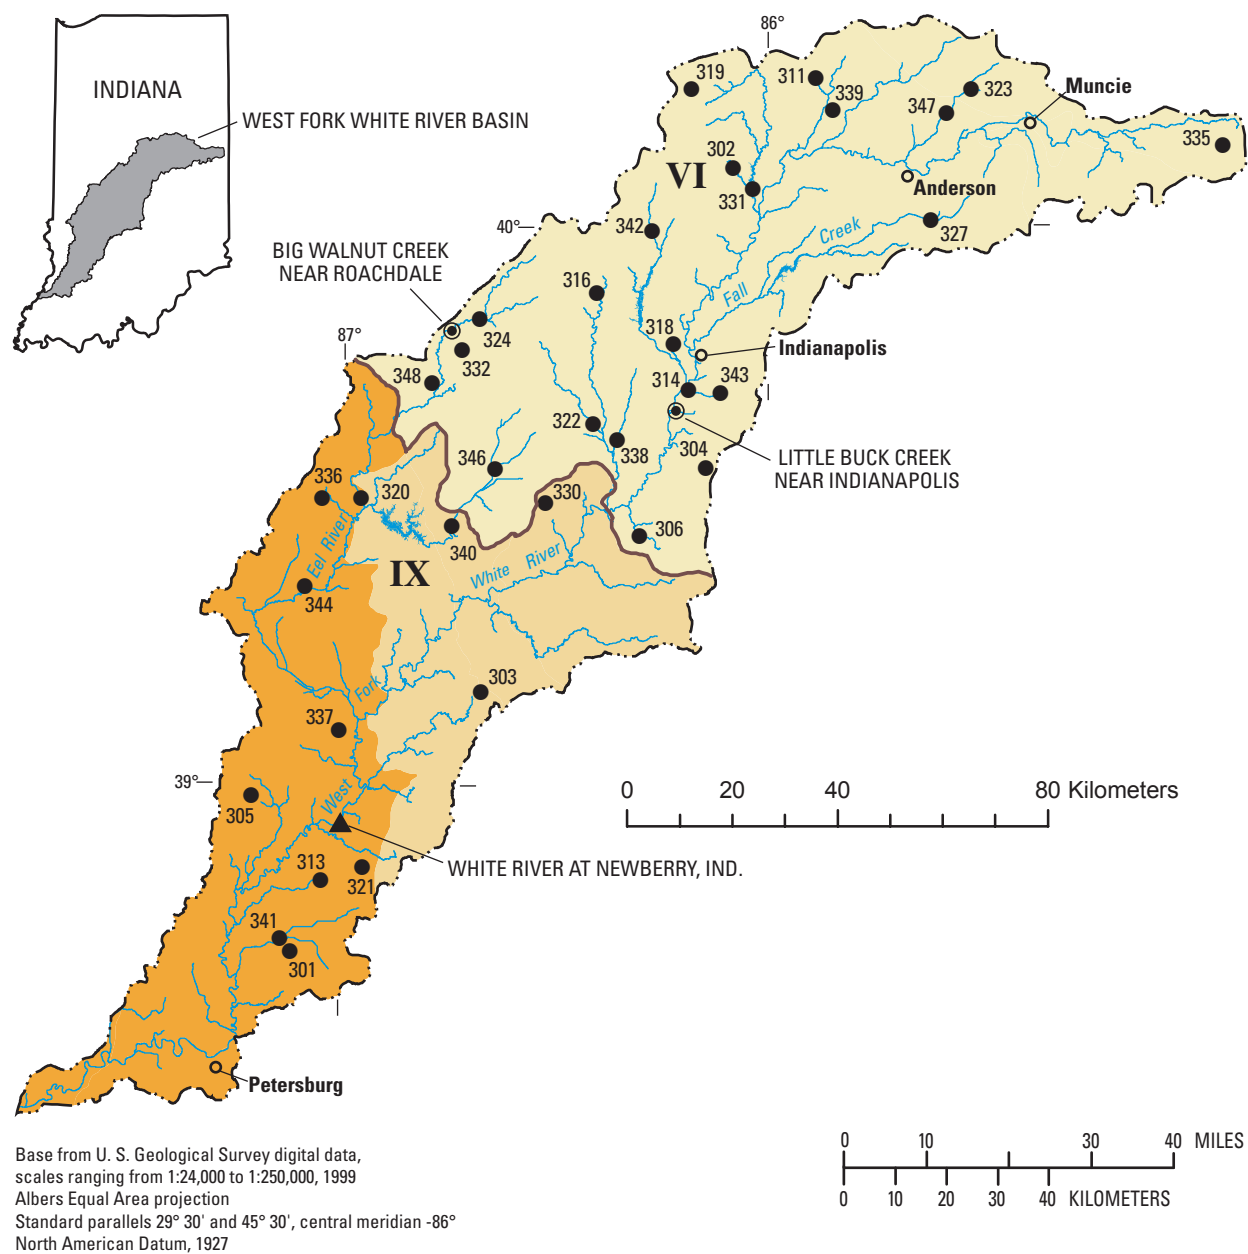 INDIANA
WEST FORK WHITE RIVER BASIN
86°
319
311
339
347
323
Muncie
335
302
VI
331
Anderson
327
342
40°
Creek
BIG WALNUT CREEK
NEAR ROACHDALE
316
Fall
324
318
87°
332
Indianapolis
348
314
343
322
338
304
LITTLE BUCK CREEK
NEAR INDIANAPOLIS
346
336
320
330
306
Eel River
340
IX
White River
344
303
Fork
337
39°
West
305
0 20 40 80 Kilometers
WHITE RIVER AT NEWBERRY, IND.
313
321
341
301
Petersburg
Base from U. S. Geological Survey digital data,
scales ranging from 1:24,000 to 1:250,000, 1999
Albers Equal Area projection
Standard parallels 29° 30' and 45° 30', central meridian -86°
North American Datum, 1927
0 10 30 40 MILES
0 10 20 30 40 KILOMETERS